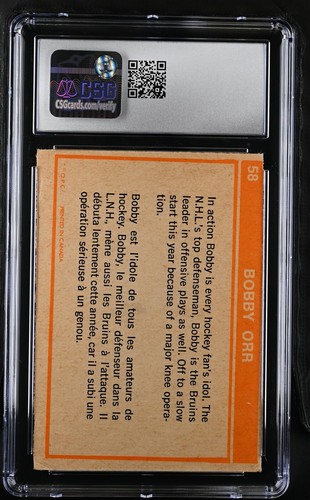 CSG
CSGcards.com/verify
58
BOBBY ORR
In action Bobby is every hockey fan's idol. The
N.H.L.'s top defenseman, Bobby is the Bruins
leader in offensive plays as well. Off to a slow
start this year because of a major knee opera-
tion.
Bobby est l'idole de tous les amateurs de
hockey. Bobby, le meilleur défenseur dans la
L.N.H., mène aussi les Bruins à l'attaque. Il
débuta lentement cette année, car il a subi une
opération sérieuse à un genou.
O.P.C. PRINTED IN CANADA